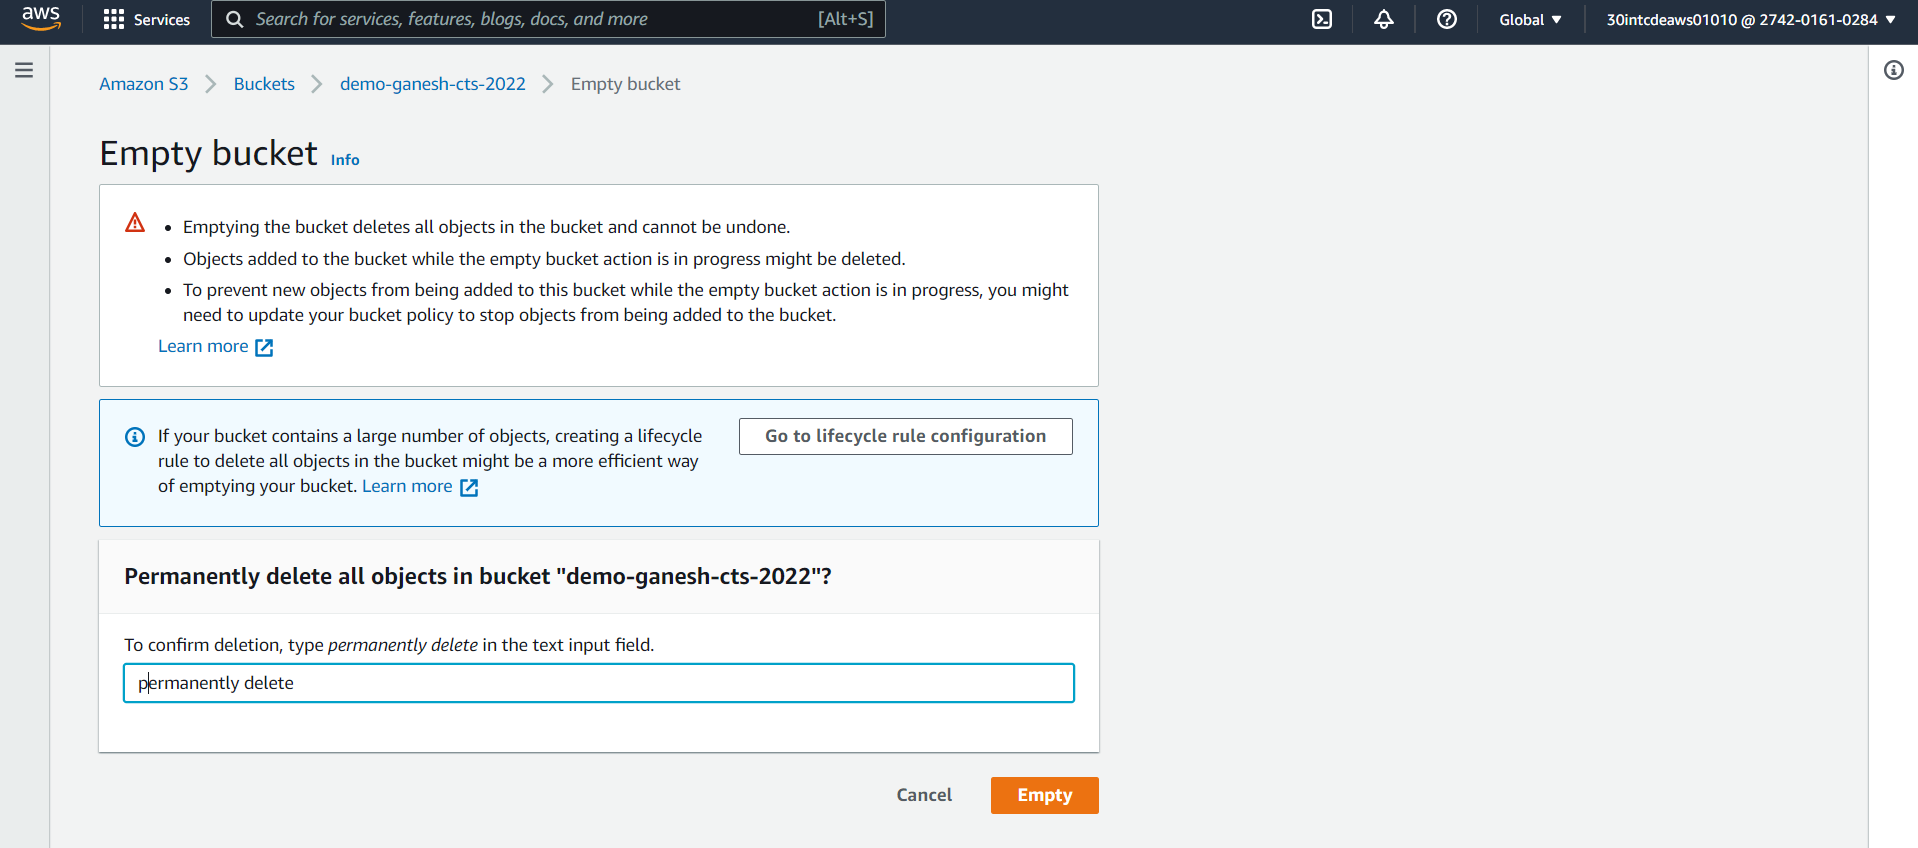 aws
Services
Search for services, features, blogs, docs, and more
[Alt+S]
Global
30intcdeaws01010 @ 2742-0161-0284
Amazon S3
Buckets
demo-ganesh-cts-2022
Empty bucket
Empty bucket Info
Emptying the bucket deletes all objects in the bucket and cannot be undone.
Objects added to the bucket while the empty bucket action is in progress might be deleted.
To prevent new objects from being added to this bucket while the empty bucket action is in progress, you might
need to update your bucket policy to stop objects from being added to the bucket.
Learn more
If your bucket contains a large number of objects, creating a lifecycle
rule to delete all objects in the bucket might be a more efficient way
of emptying your bucket. Learn more
Go to lifecycle rule configuration
Permanently delete all objects in bucket "demo-ganesh-cts-2022"?
To confirm deletion, type permanently delete in the text input field.
permanently delete
Cancel
Empty